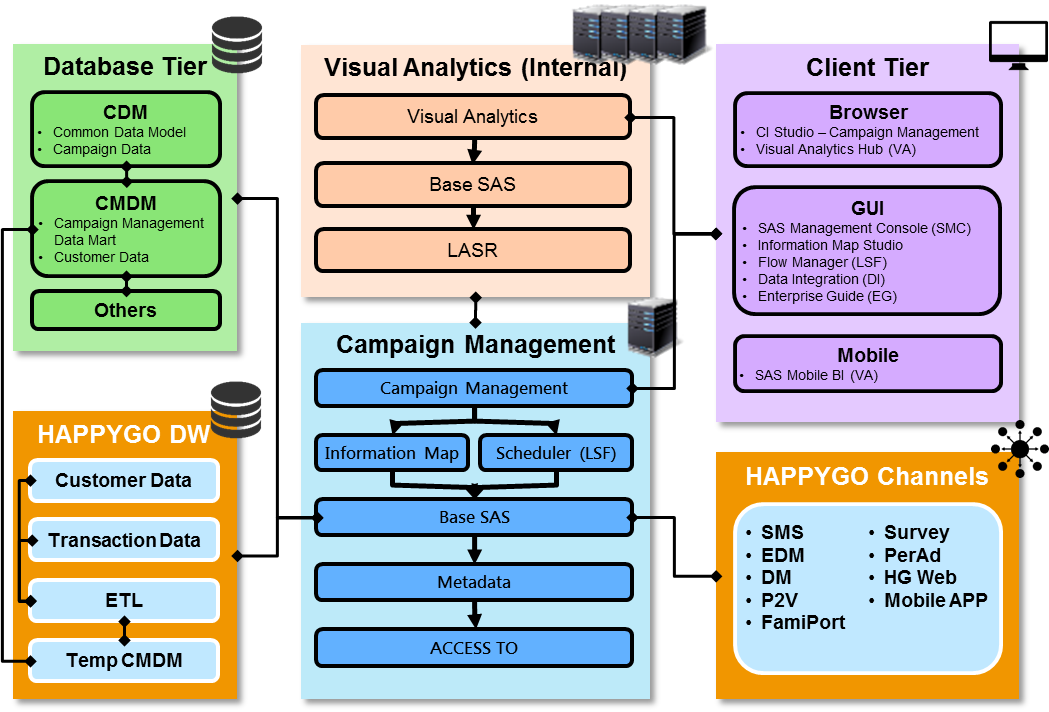 Database Tier
CDM
• Common Data Model
• Campaign Data
CMDM
• Campaign Management
Data Mart
• Customer Data
Others
HAPPYGO DW
Customer Data
Transaction Data
ETL
Temp CMDM
Visual Analytics (Internal)
Visual Analytics
Base SAS
LASR
Campaign Management
Campaign Management
Information Map
Scheduler (LSF)
Base SAS
Metadata
ACCESS TO
Client Tier
Browser
• CI Studio – Campaign Management
• Visual Analytics Hub (VA)
GUI
• SAS Management Console (SMC)
• Information Map Studio
• Flow Manager (LSF)
• Data Integration (DI)
• Enterprise Guide (EG)
Mobile
• SAS Mobile BI (VA)
HAPPYGO Channels
• SMS
• EDM
• DM
• P2V
• FamiPort
• Survey
• PerAd
• HG Web
• Mobile APP